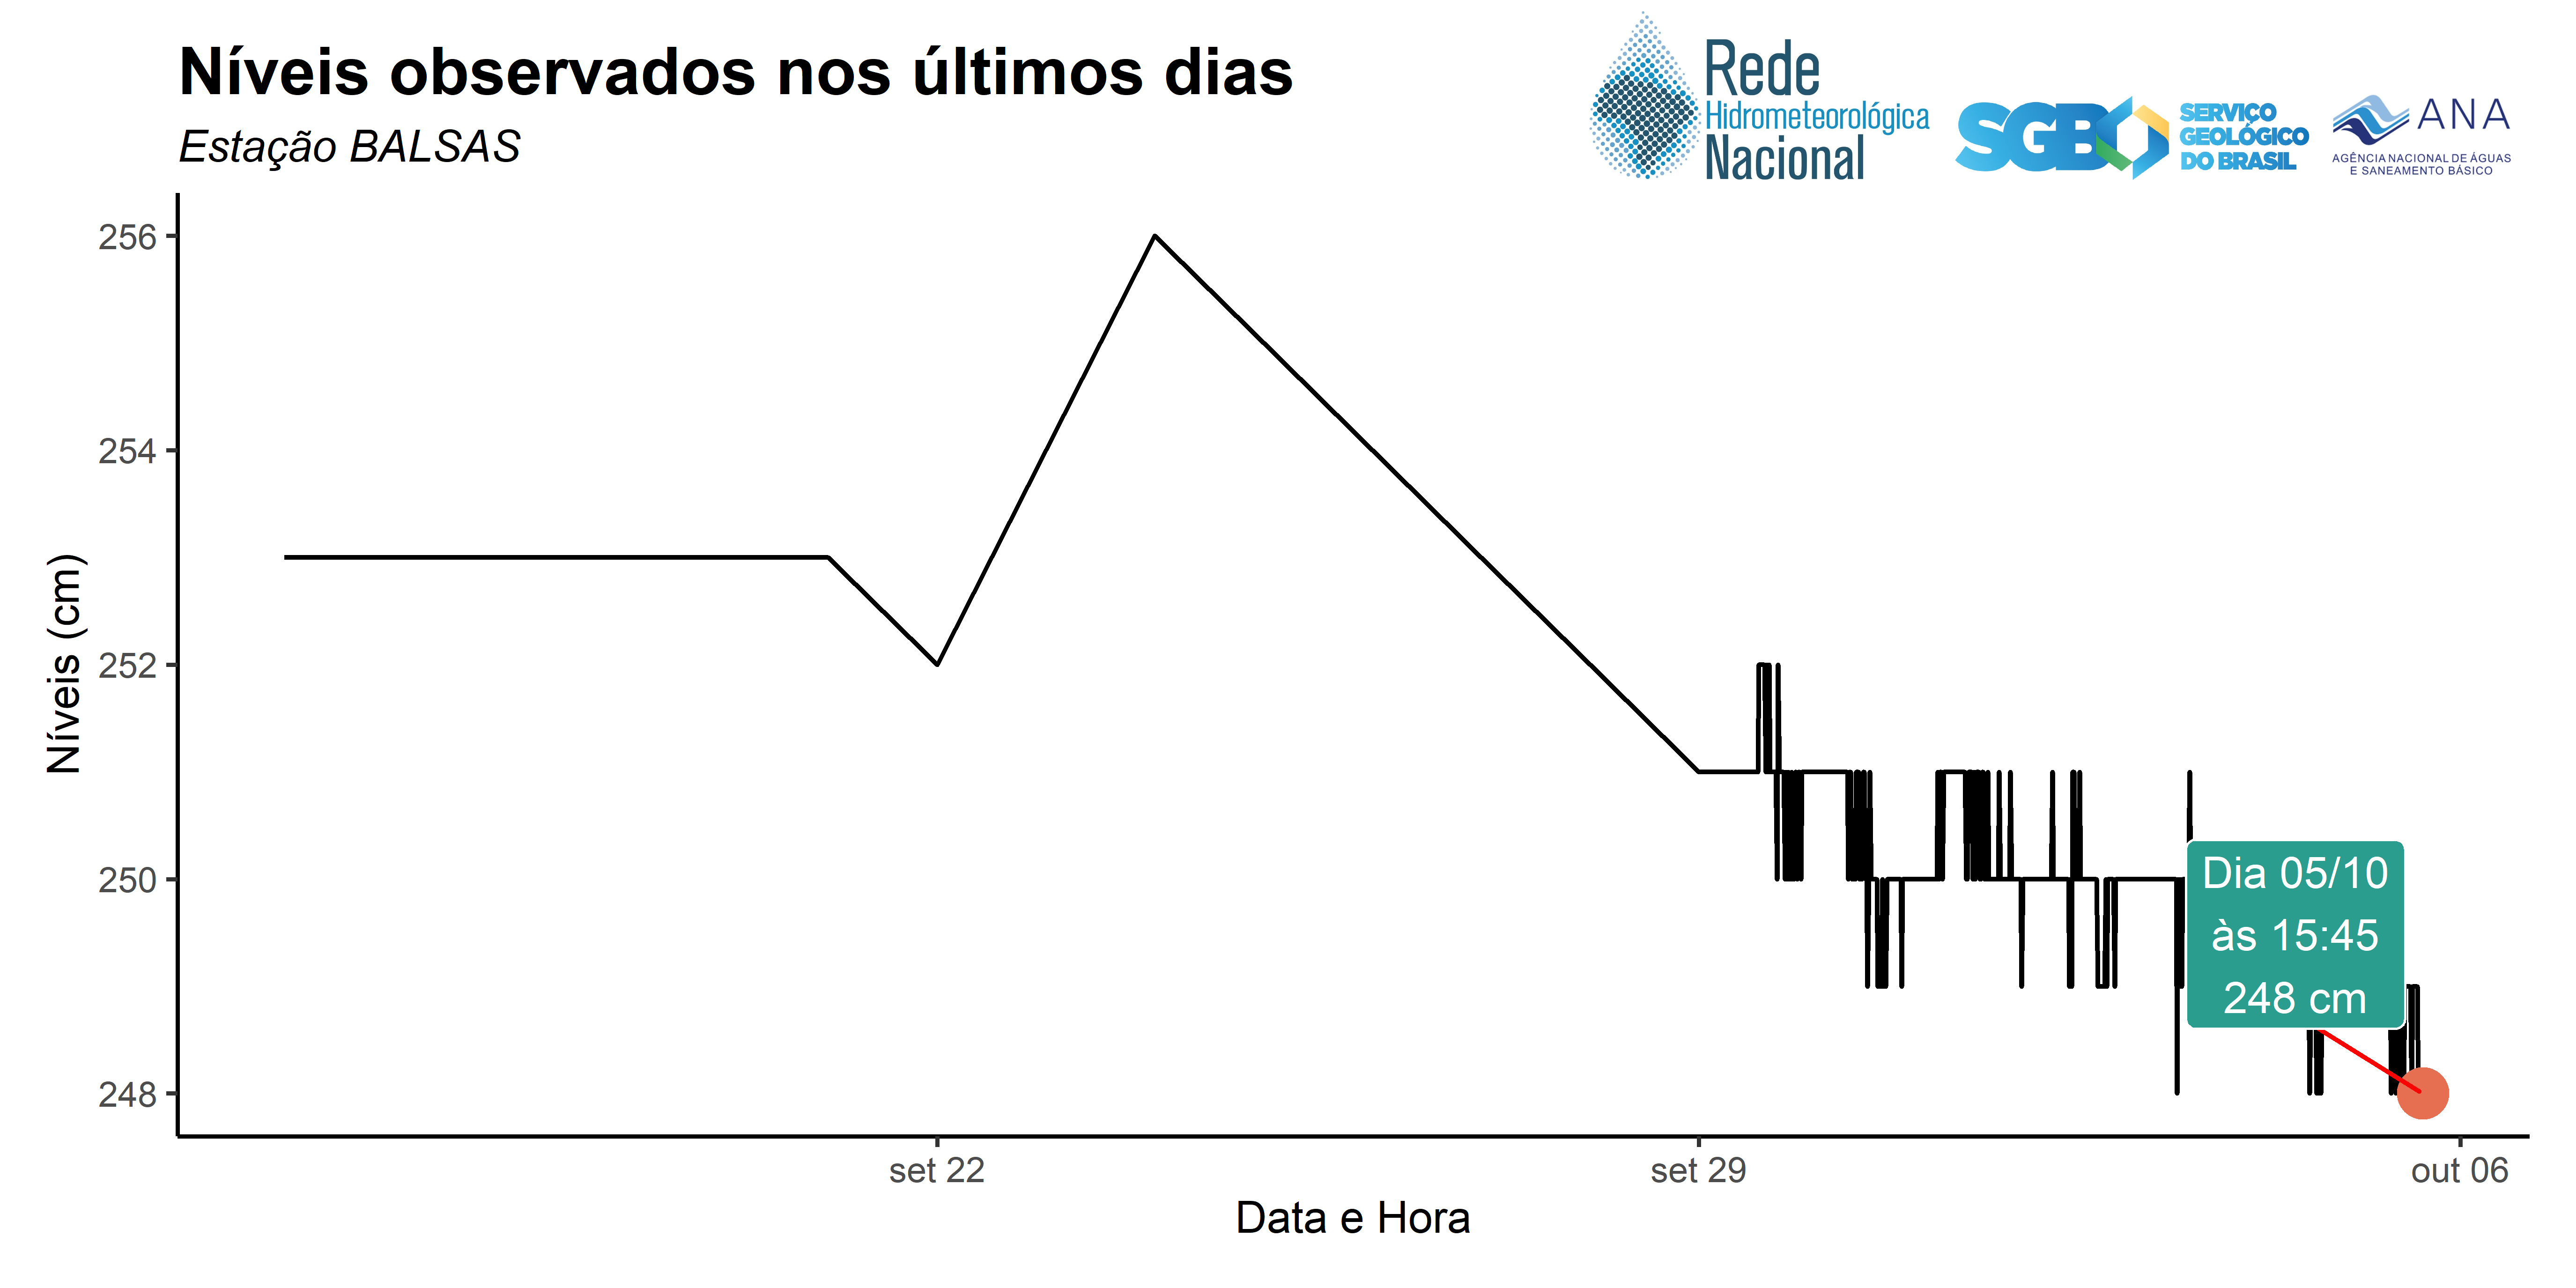 Níveis observados nos últimos dias
Estação BALSAS
Rede
Hidrometeorológica
Nacional
SGB
SERVIÇO
GEOLÓGICO
DO BRASIL
ANA
AGÊNCIA NACIONAL DE ÁGUAS
E SANEAMENTO BÁSICO
Níveis (cm)
256
254
252
250
248
Dia 05/10
às 15:45
248 cm
set 22
set 29
out 06
Data e Hora